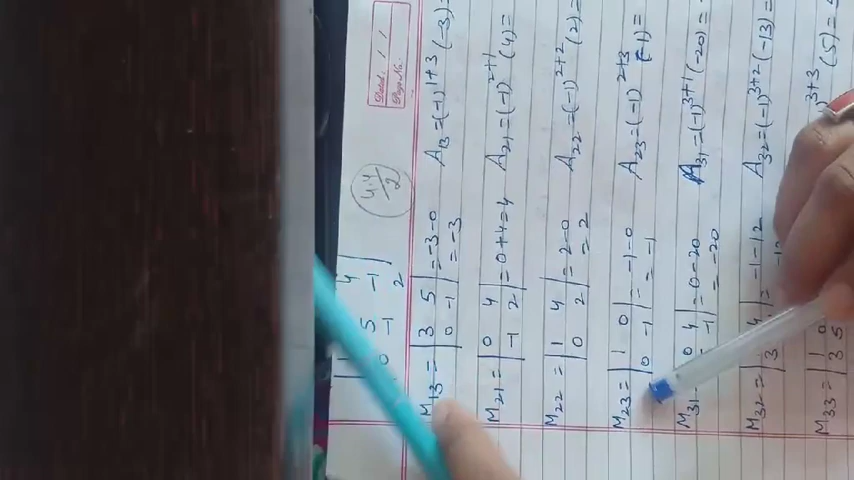 Dated: / /
Page No.
4.4/2
4
5 -1
0 -1 2
M13 = | 3 5 | = -3-0 A13 = (-1)^1+3 (-3) =
| 0 -1 | = -3
M21 = | 0 4 | = 0+4 = 4 A21 = (-1)^2+1 (4) =
| -1 2 |
M22 = | 1 4 | = 2-0 A22 = (-1)^2+2 (2) =
| 0 2 | = 2
M23 = | 1 0 | = -1-0 A23 = (-1)^2+3 (-1) =
| 0 -1 | = -1
M31 = 0 4 | = 0-20 A31 = (-1)^3+1 (-20) =
-1 | = -20
M32 = 4 | = -1-12 A32 = (-1)^3+2 (-13) =
3
M33 = | 1 0 3+3 (5) =
| 3 5